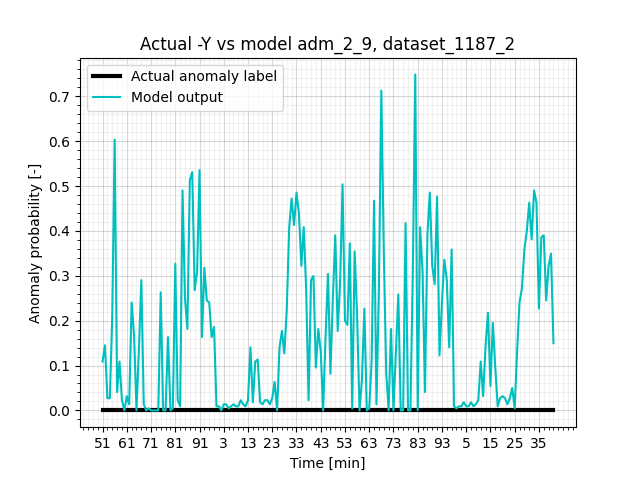 Actual -Y vs model adm_2_9, dataset_1187_2
Actual anomaly label
Model output
Anomaly probability [-]
0.7
0.6
0.5
0.4
0.3
0.2
0.1
0.0
51 61 71 81 91 3 13 23 33 43 53 63 73 83 93 5 15 25 35
Time [min]